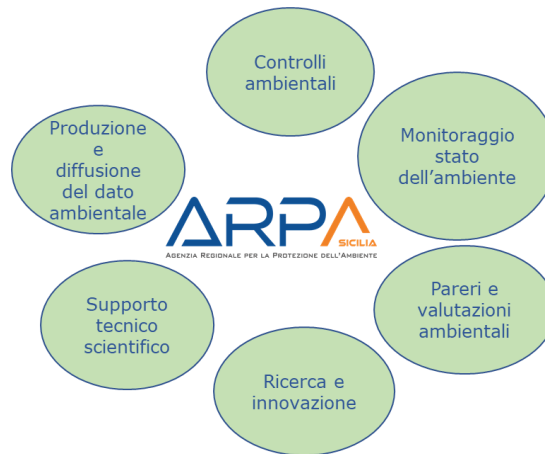 Controlli
ambientali
Monitoraggio
stato
dell'ambiente
Pareri e
valutazioni
ambientali
Ricerca e
innovazione
Supporto
tecnico
scientifico
Produzione
e
diffusione
del dato
ambientale
ARPA
SICILIA
Agenzia Regionale per la Protezione dell'Ambiente